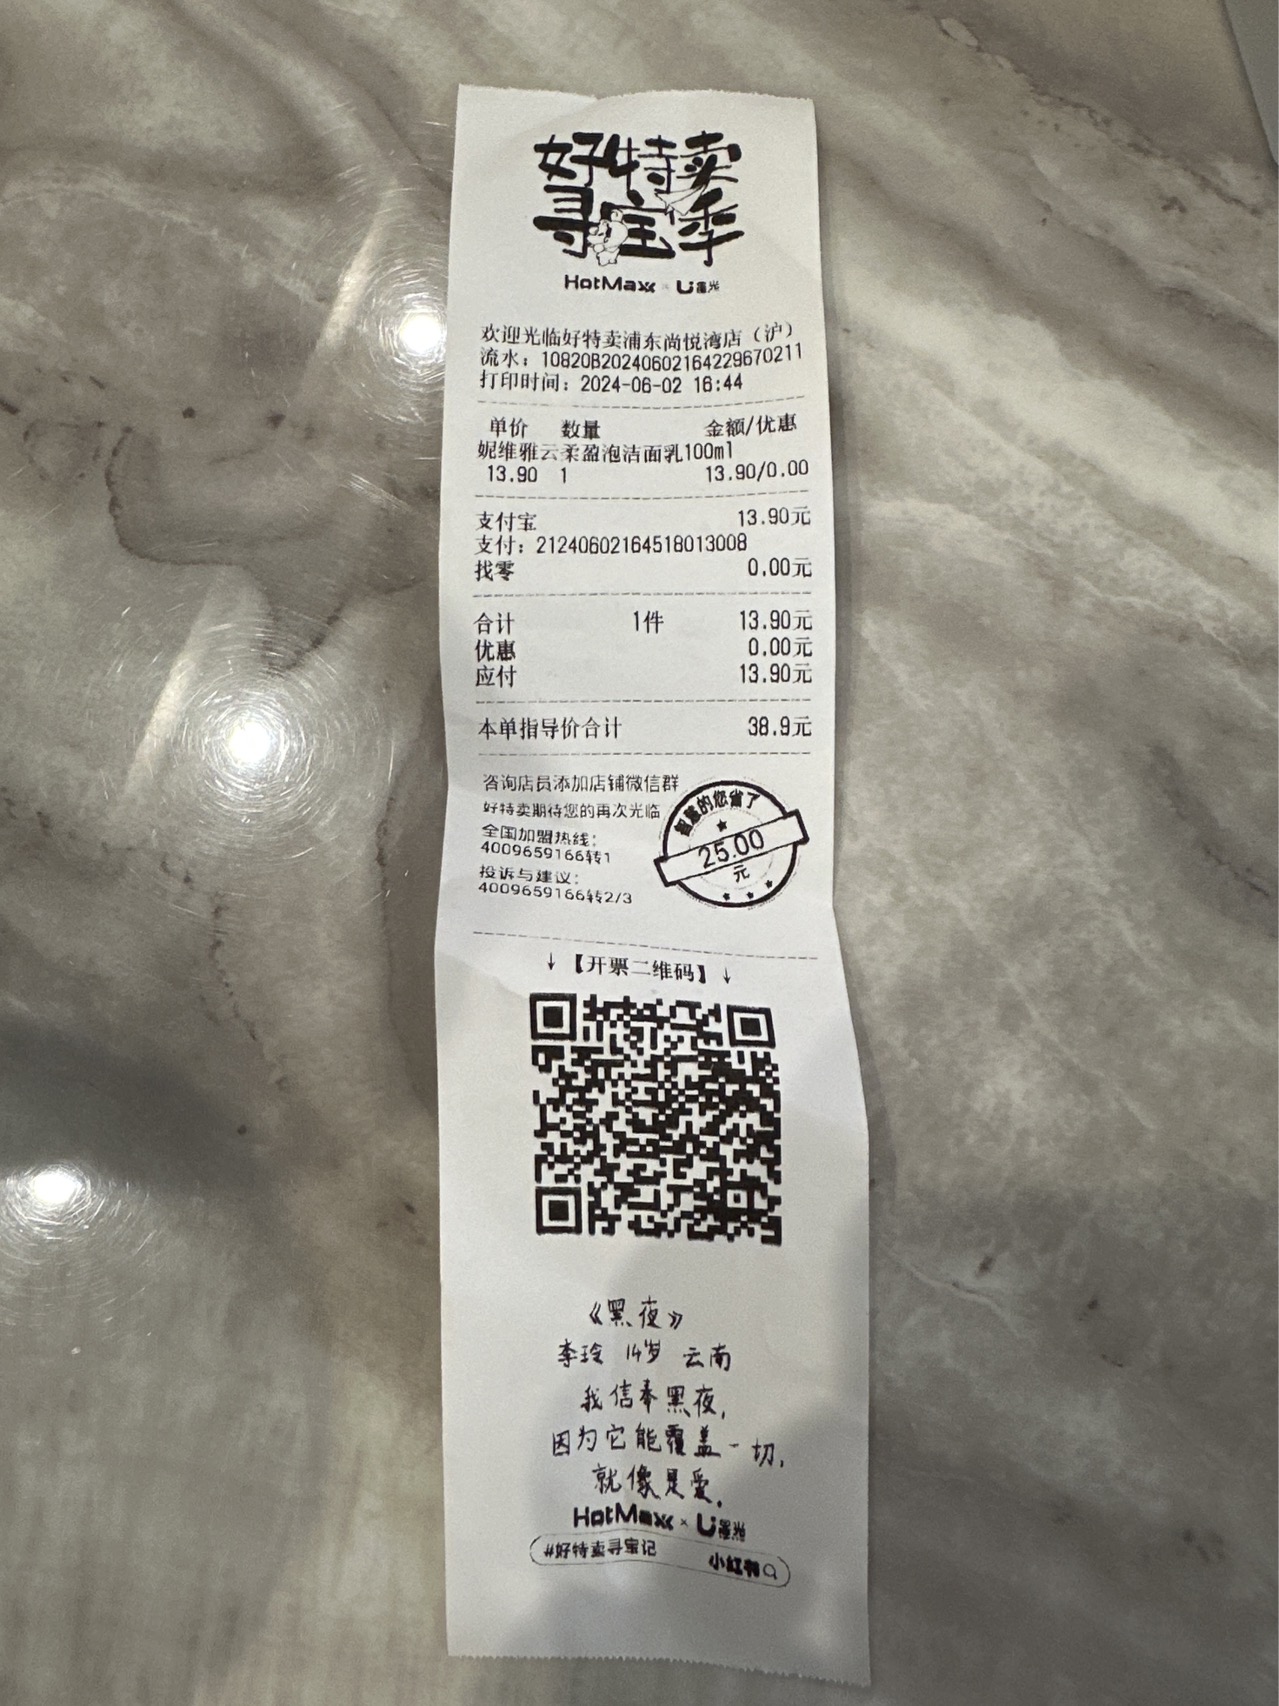 好特卖
寻宝季
HotMaxx × U星光
欢迎光临好特卖浦东尚悦湾店（沪）
流水：10820B20240602164229670211
打印时间：2024-06-02 16:44
单价 数量 金额/优惠
妮维雅云柔盈泡洁面乳100ml
13.90 1 13.90/0.00
支付宝 13.90元
支付：21240602164518013008
找零 0.00元
合计 1件 13.90元
优惠 0.00元
应付 13.90元
本单指导价合计 38.9元
咨询店员添加店铺微信群
好特卖期待您的再次光临
全国加盟热线：
4009659166转1
投诉与建议：
4009659166转2/3
智慧的您省了
25.00
元
↓【开票二维码】↓
《黑夜》
李玲 14岁 云南
我信奉黑夜，
因为它能覆盖一切，
就像是爱。
HotMaxx × U星光
#好特卖寻宝记 小红书